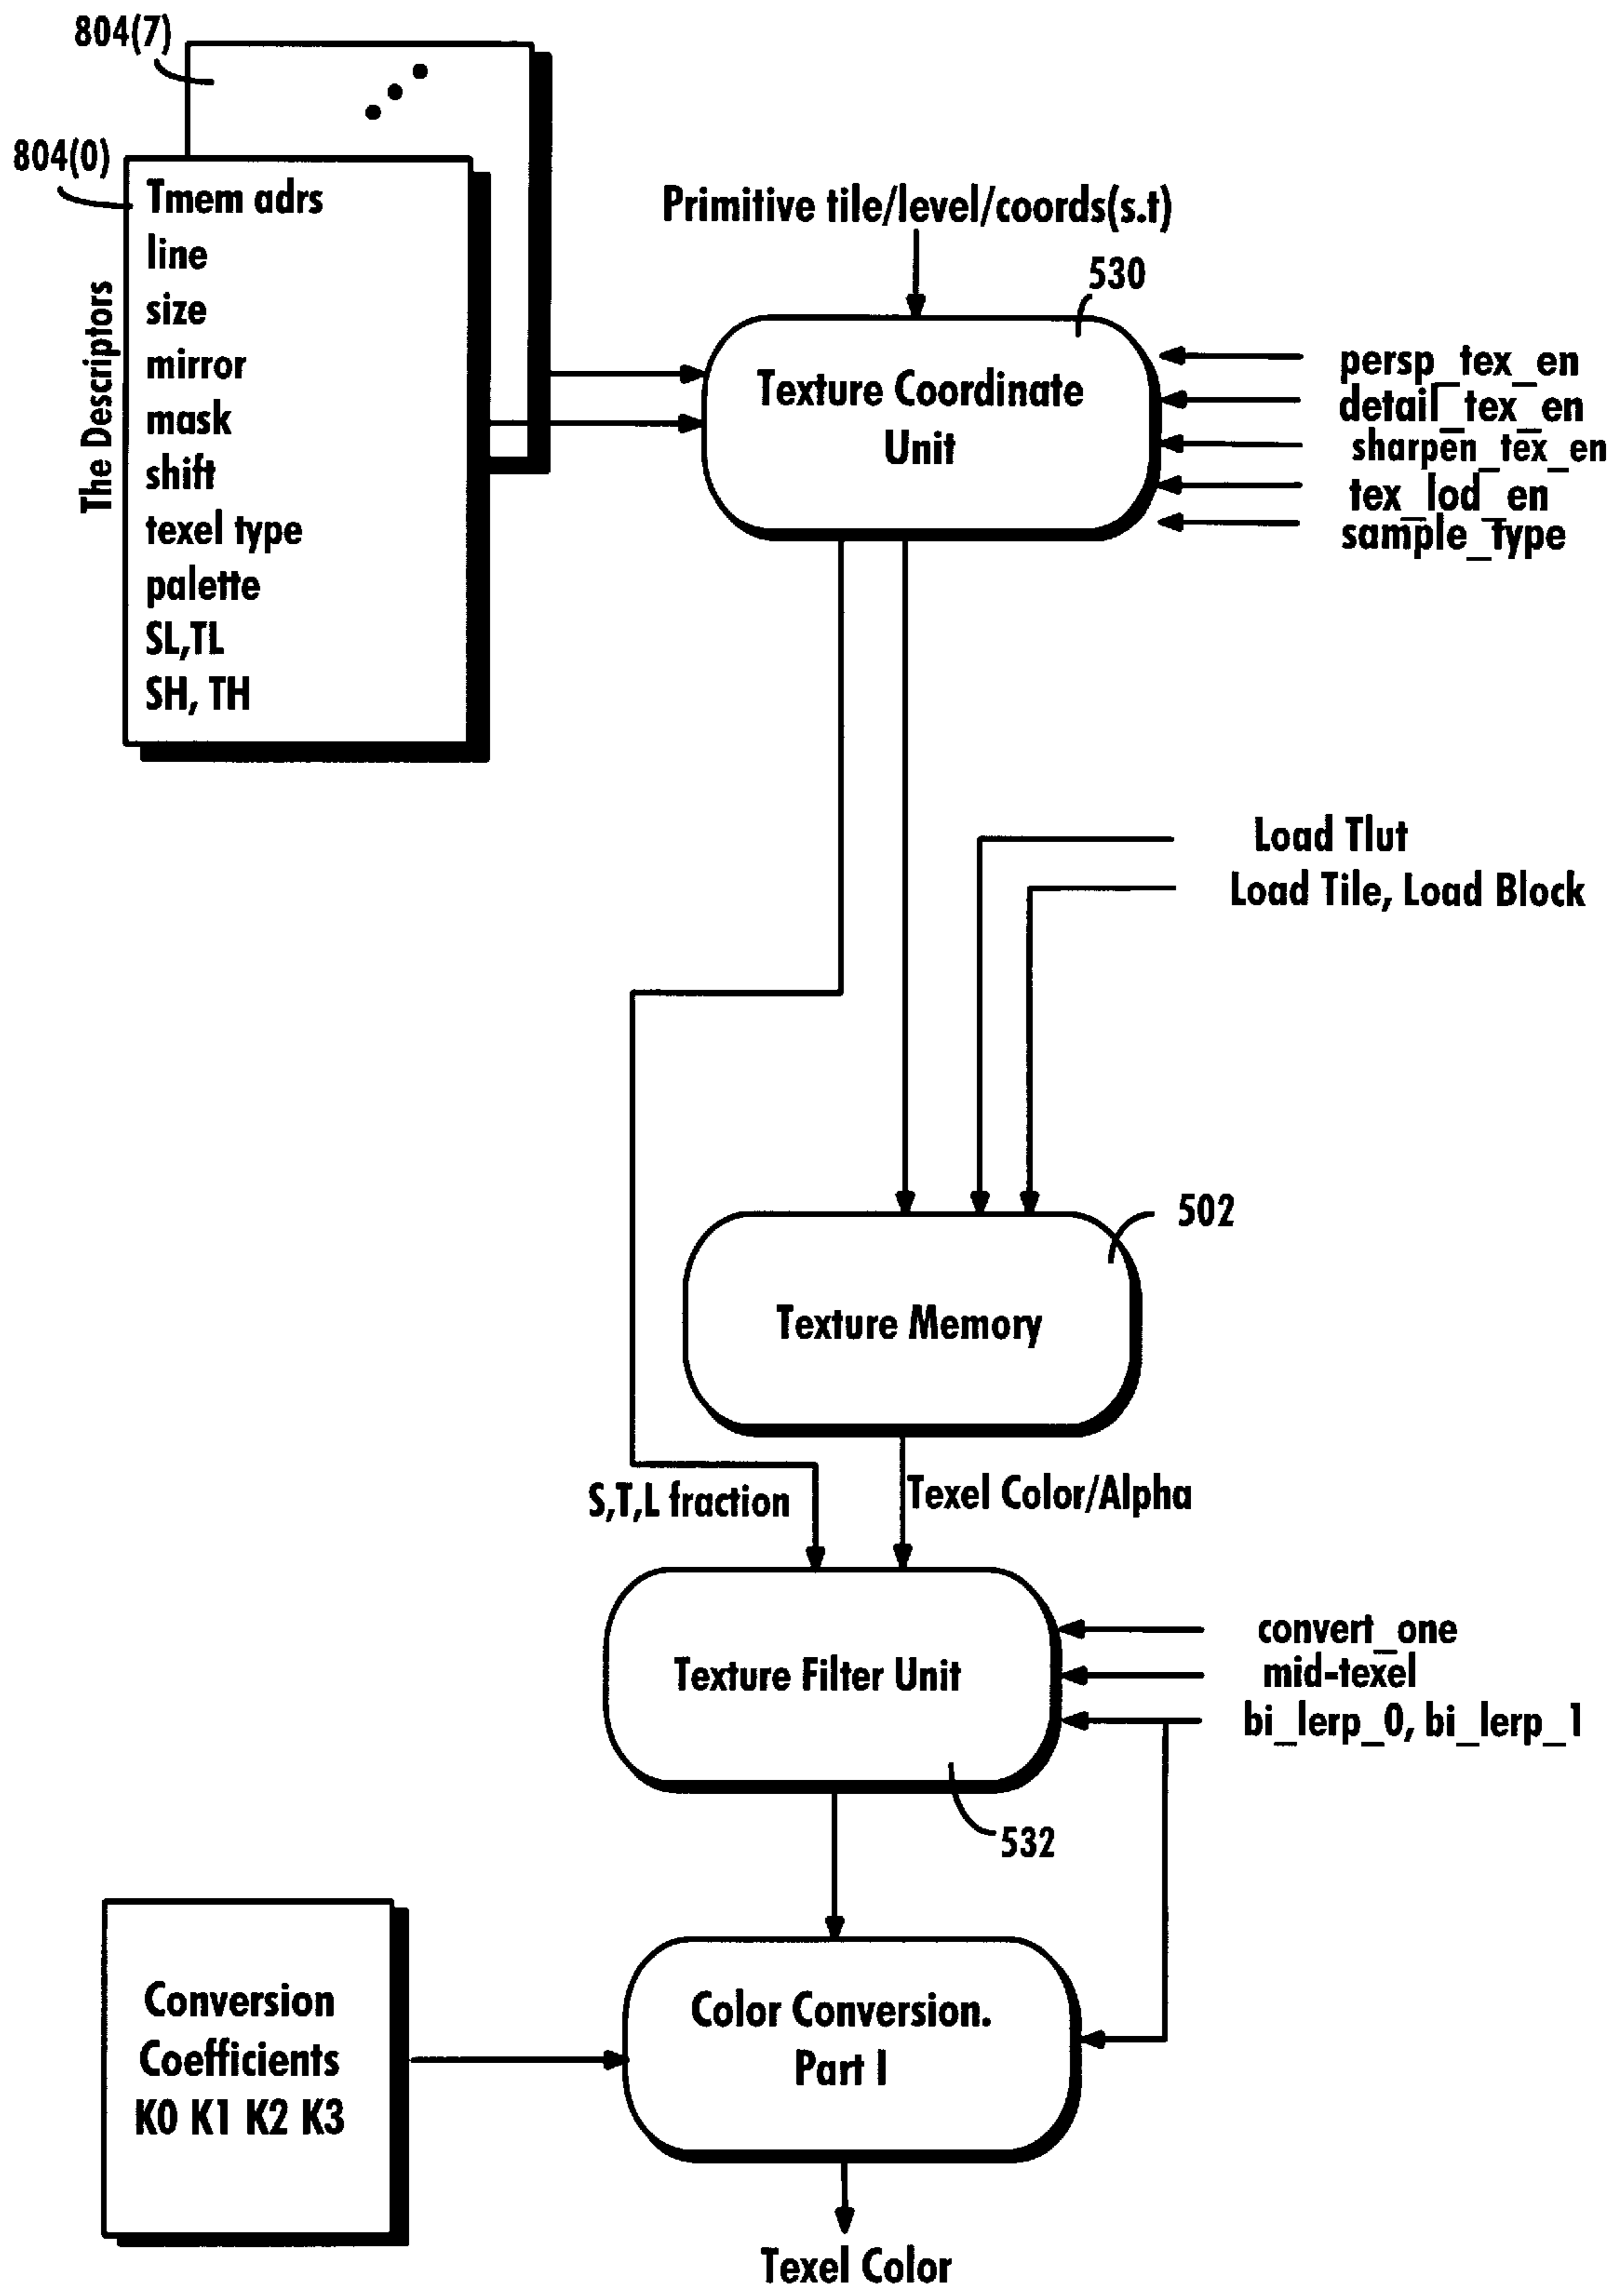 804(7)
804(0)
The Descriptors
Tmem adrs
line
size
mirror
mask
shift
texel type
palette
SL,TL
SH, TH
Primitive tile/level/coords(s.t)
530
Texture Coordinate
Unit
persp_tex_en
detail_tex_en
sharpen_tex_en
tex_lod_en
sample_type
Load Tlut
Load Tile, Load Block
502
Texture Memory
S,T,L fraction
Texel Color/Alpha
Texture Filter Unit
convert_one
mid-texel
bi_lerp_0, bi_lerp_1
532
Conversion
Coefficients
K0 K1 K2 K3
Color Conversion.
Part I
Texel Color